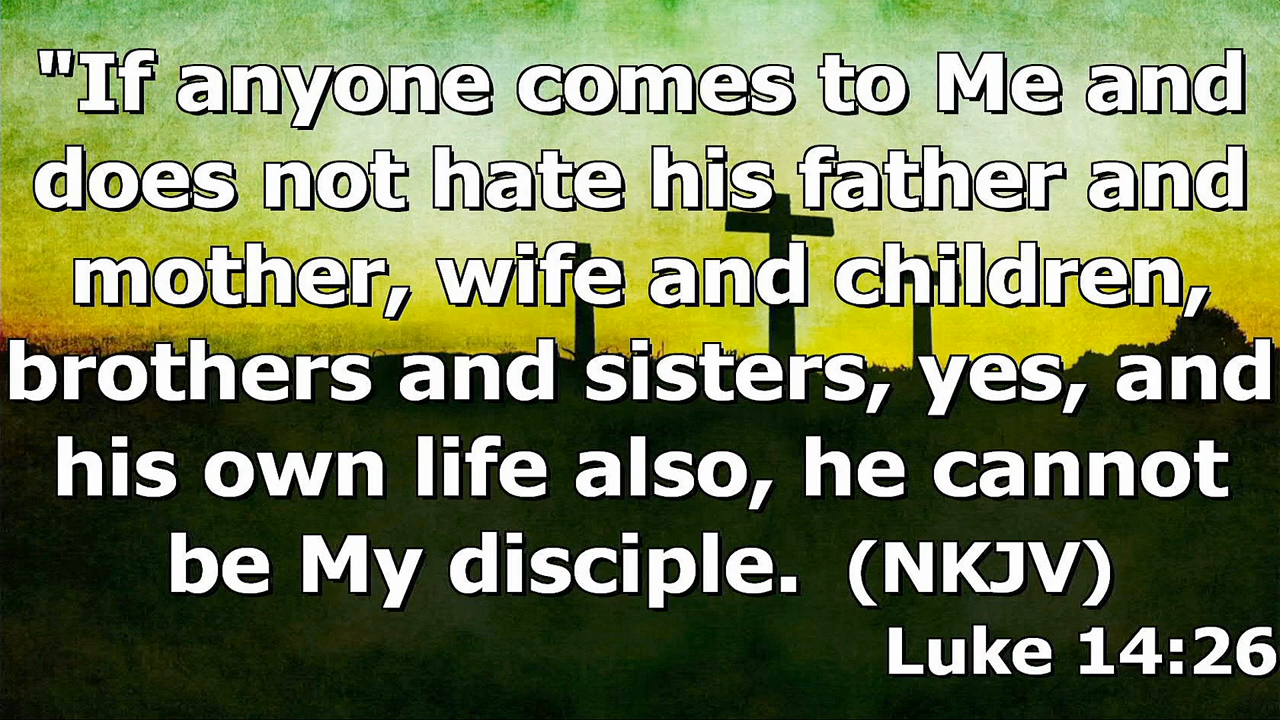 "If anyone comes to Me and
does not hate his father and
mother, wife and children,
brothers and sisters, yes, and
his own life also, he cannot
be My disciple. (NKJV)
Luke 14:26